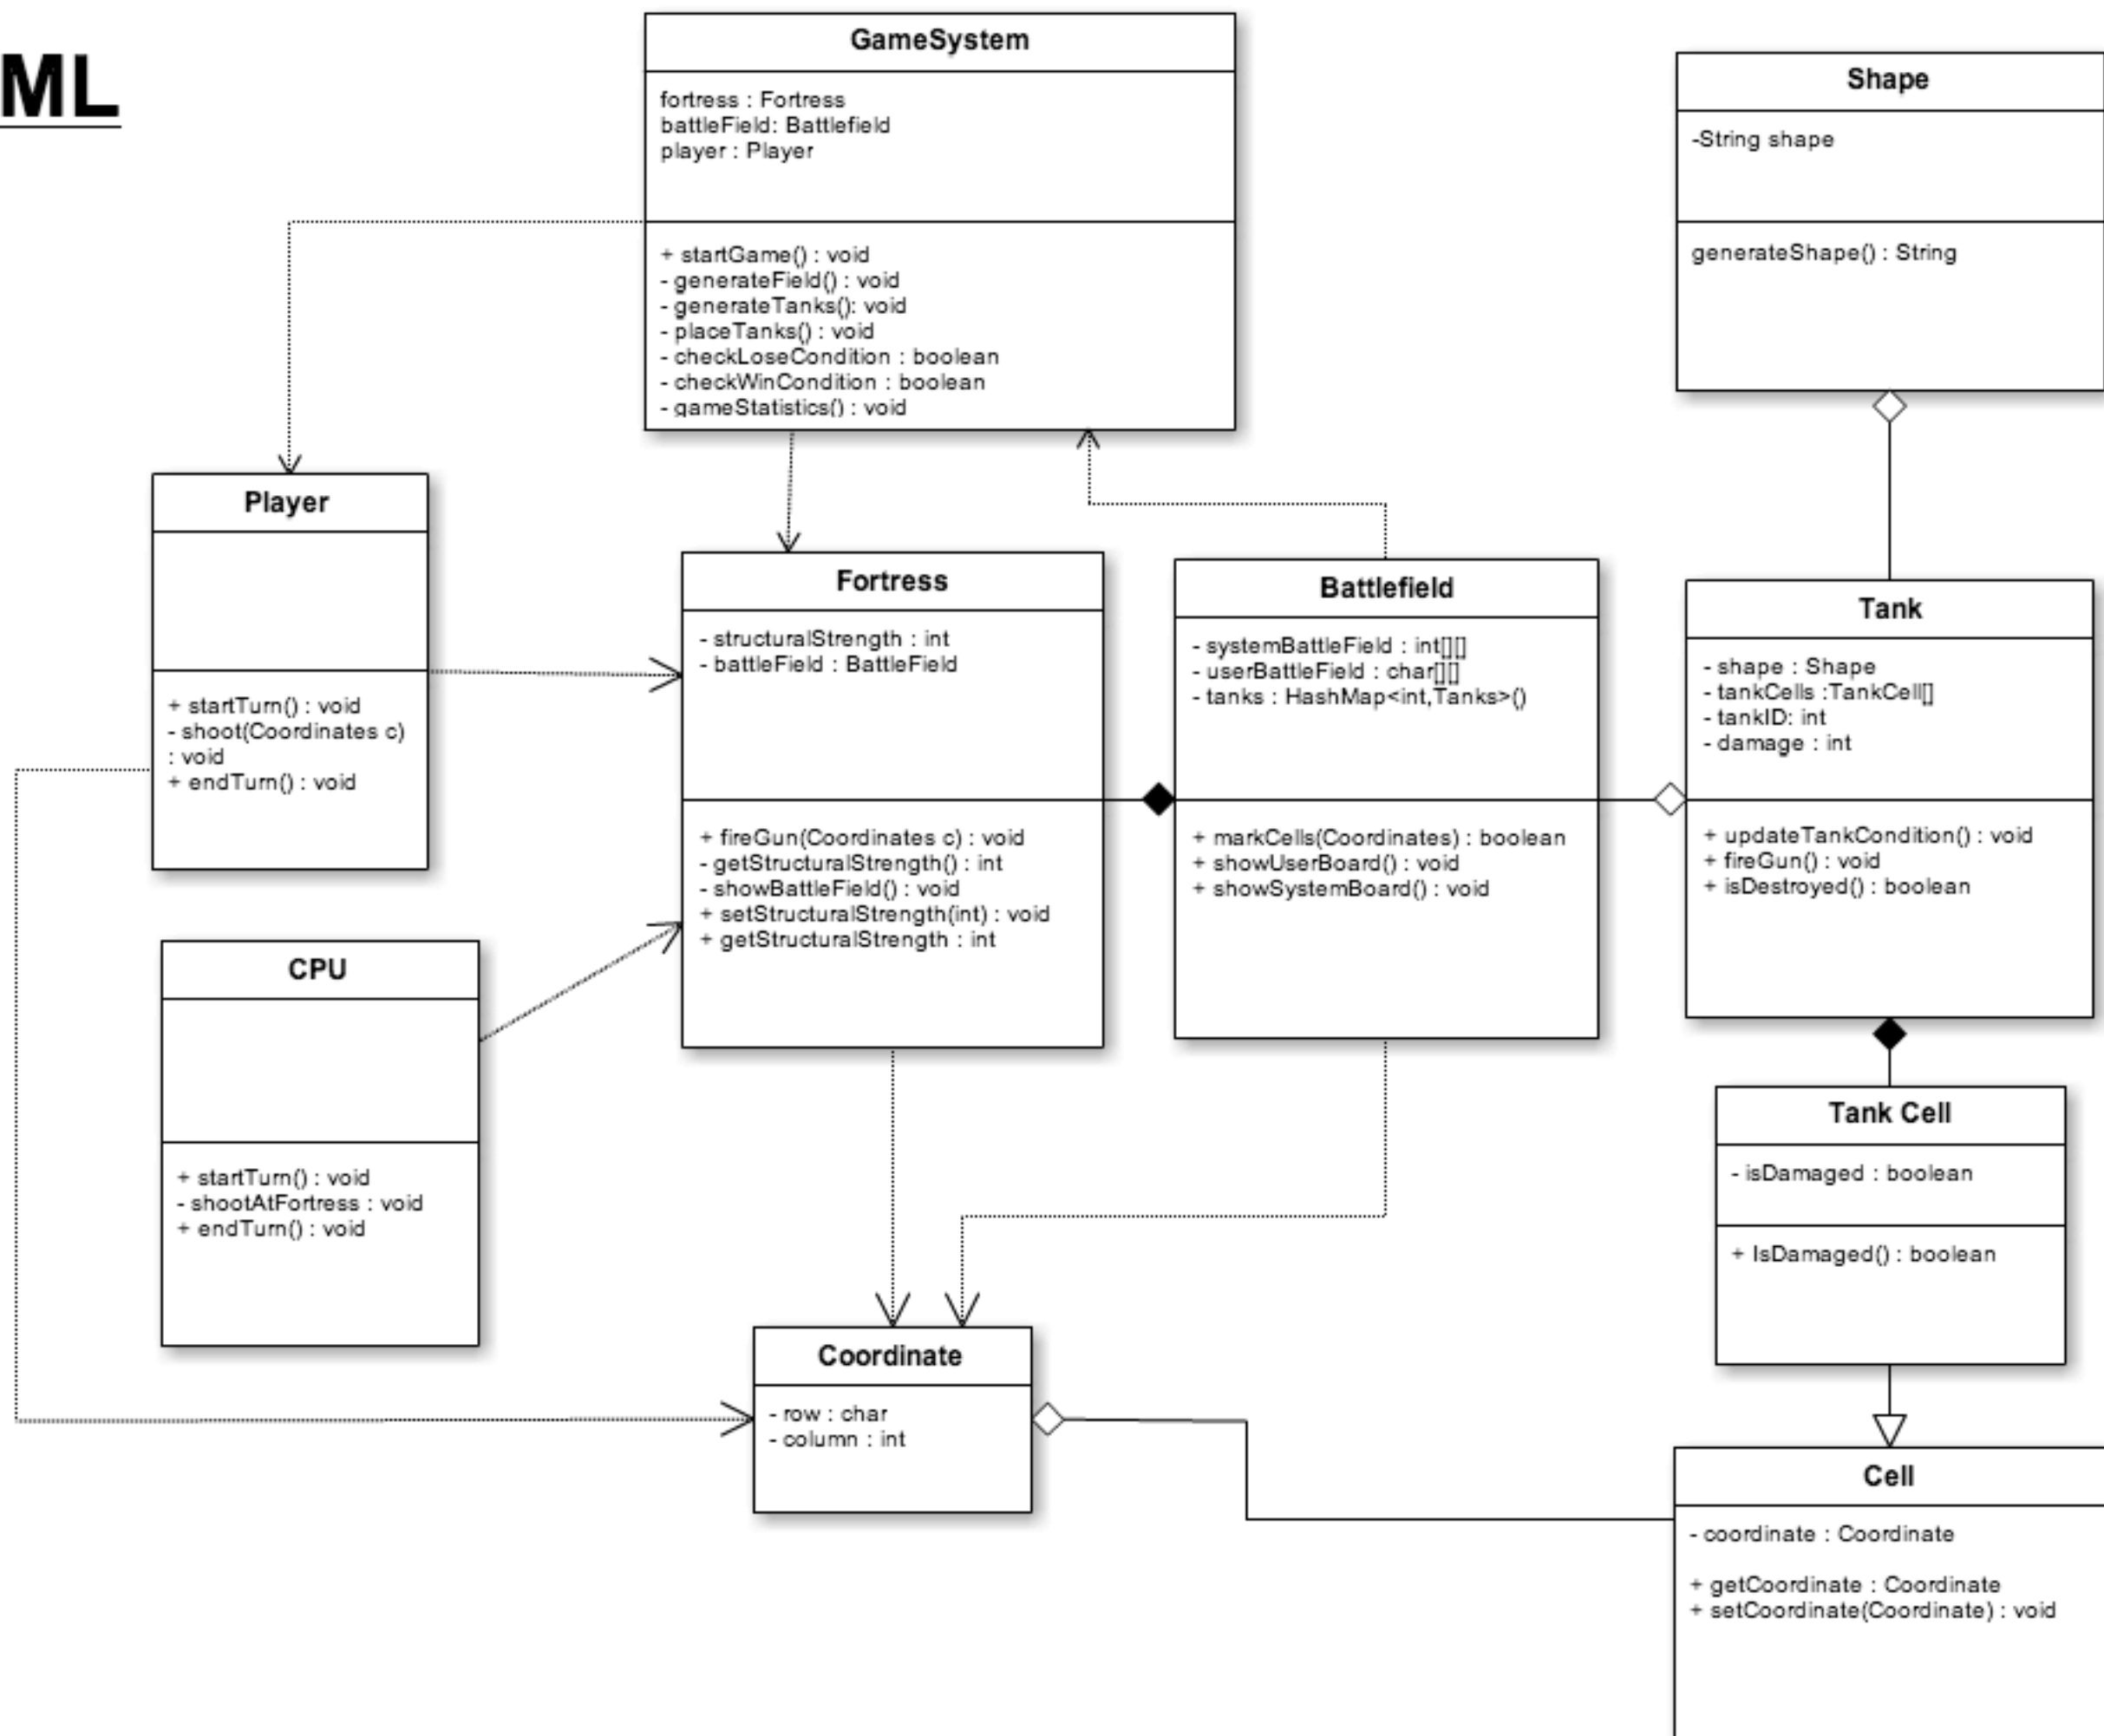 ML
GameSystem
fortress : Fortress
battleField: Battlefield
player : Player
+ startGame() : void
- generateField() : void
- generateTanks(): void
- placeTanks() : void
- checkLoseCondition : boolean
- checkWinCondition : boolean
- gameStatistics() : void
Shape
-String shape
generateShape() : String
Player
+ startTurn() : void
- shoot(Coordinates c)
: void
+ endTurn() : void
Fortress
- structuralStrength : int
- battleField : BattleField
+ fireGun(Coordinates c) : void
- getStructuralStrength() : int
- showBattleField() : void
+ setStructuralStrength(int) : void
+ getStructuralStrength : int
Battlefield
- systemBattleField : int[][]
- userBattleField : char[][]
- tanks : HashMap<int,Tanks>()
+ markCells(Coordinates) : boolean
+ showUserBoard() : void
+ showSystemBoard() : void
Tank
- shape : Shape
- tankCells :TankCell[]
- tankID: int
- damage : int
+ updateTankCondition() : void
+ fireGun() : void
+ isDestroyed() : boolean
CPU
+ startTurn() : void
- shootAtFortress : void
+ endTurn() : void
Tank Cell
- isDamaged : boolean
+ IsDamaged() : boolean
Coordinate
- row : char
- column : int
Cell
- coordinate : Coordinate
+ getCoordinate : Coordinate
+ setCoordinate(Coordinate) : void